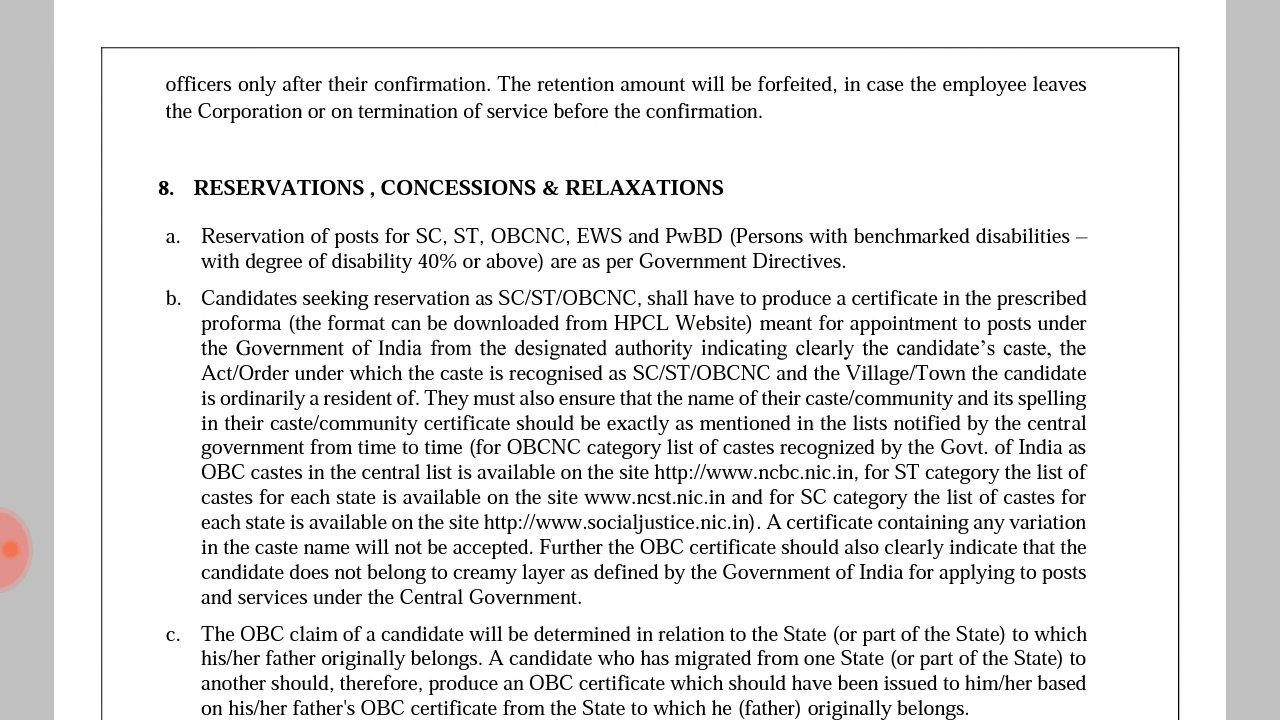 officers only after their confirmation. The retention amount will be forfeited, in case the employee leaves
the Corporation or on termination of service before the confirmation.
8. RESERVATIONS , CONCESSIONS & RELAXATIONS
a. Reservation of posts for SC, ST, OBCNC, EWS and PwBD (Persons with benchmarked disabilities –
with degree of disability 40% or above) are as per Government Directives.
b. Candidates seeking reservation as SC/ST/OBCNC, shall have to produce a certificate in the prescribed
proforma (the format can be downloaded from HPCL Website) meant for appointment to posts under
the Government of India from the designated authority indicating clearly the candidate’s caste, the
Act/Order under which the caste is recognised as SC/ST/OBCNC and the Village/Town the candidate
is ordinarily a resident of. They must also ensure that the name of their caste/community and its spelling
in their caste/community certificate should be exactly as mentioned in the lists notified by the central
government from time to time (for OBCNC category list of castes recognized by the Govt. of India as
OBC castes in the central list is available on the site http://www.ncbc.nic.in, for ST category the list of
castes for each state is available on the site www.ncst.nic.in and for SC category the list of castes for
each state is available on the site http://www.socialjustice.nic.in). A certificate containing any variation
in the caste name will not be accepted. Further the OBC certificate should also clearly indicate that the
candidate does not belong to creamy layer as defined by the Government of India for applying to posts
and services under the Central Government.
c. The OBC claim of a candidate will be determined in relation to the State (or part of the State) to which
his/her father originally belongs. A candidate who has migrated from one State (or part of the State) to
another should, therefore, produce an OBC certificate which should have been issued to him/her based
on his/her father's OBC certificate from the State to which he (father) originally belongs.